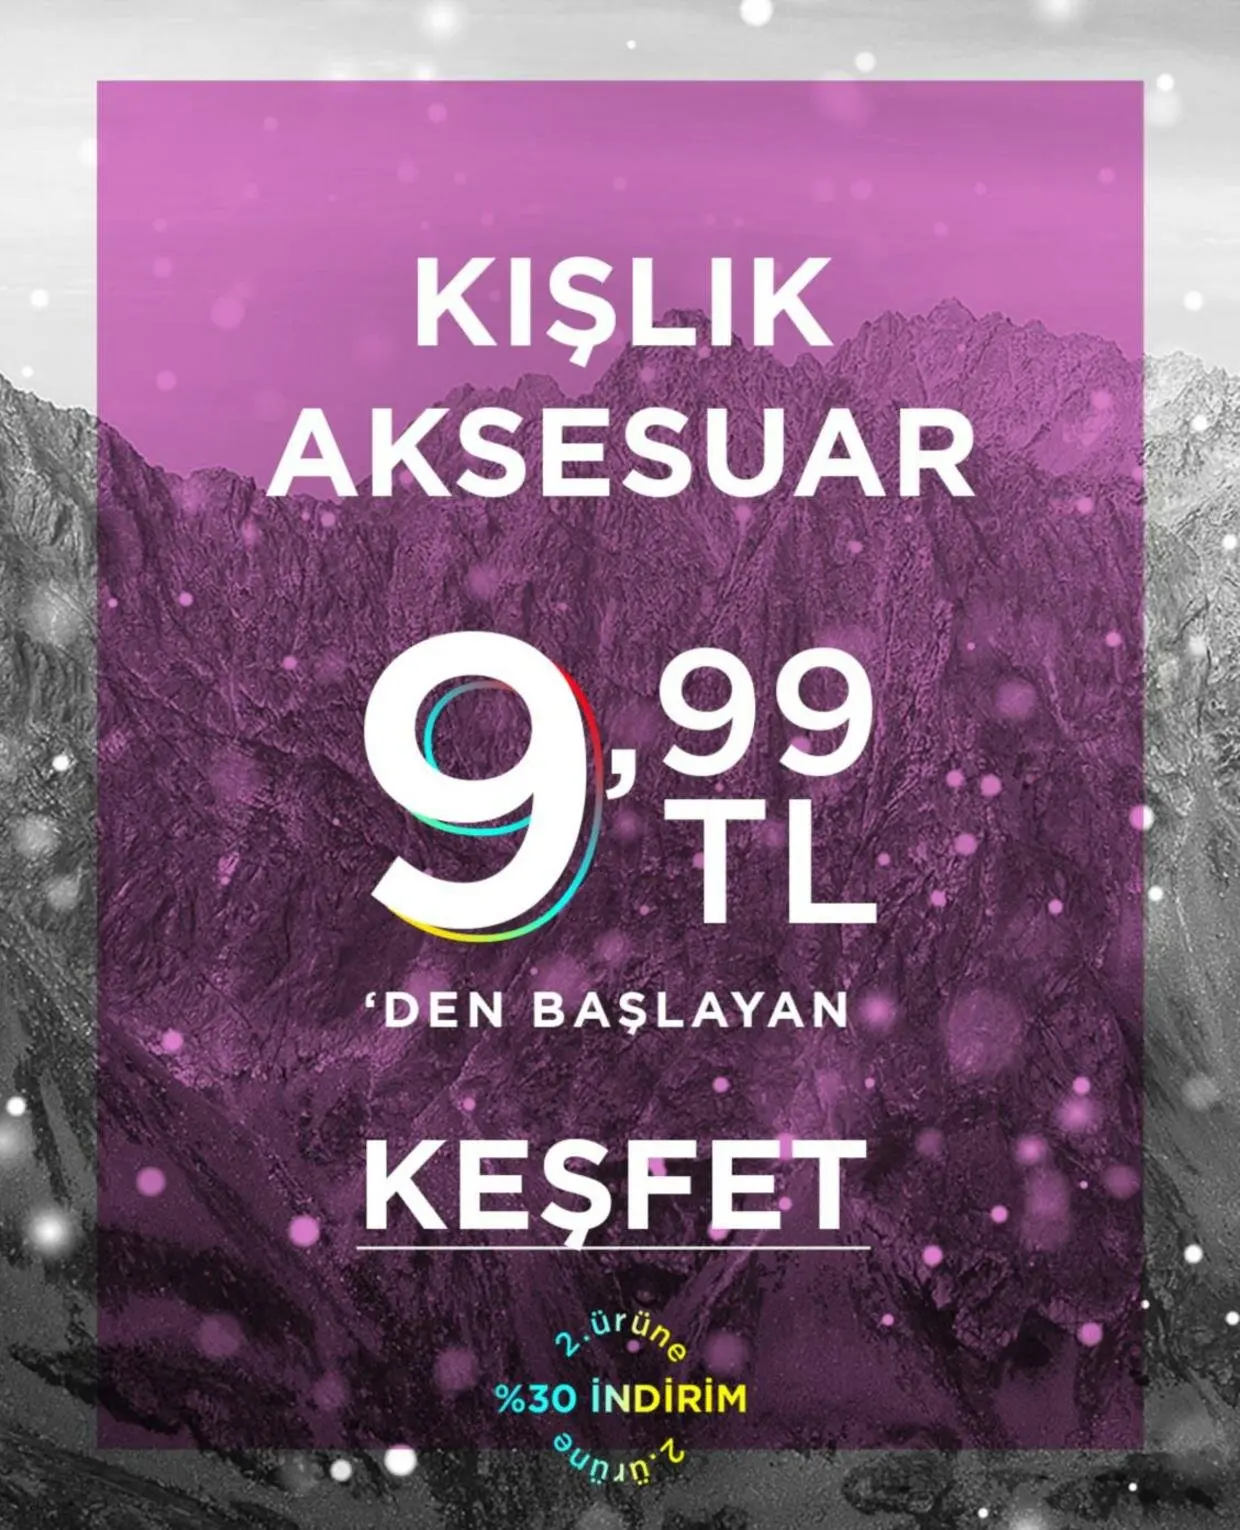 KIŞLIK
AKSESUAR
9,99
TL
‘DEN BAŞLAYAN
KEŞFET
2.ürüne
%30 İNDİRİM
2.ürüne